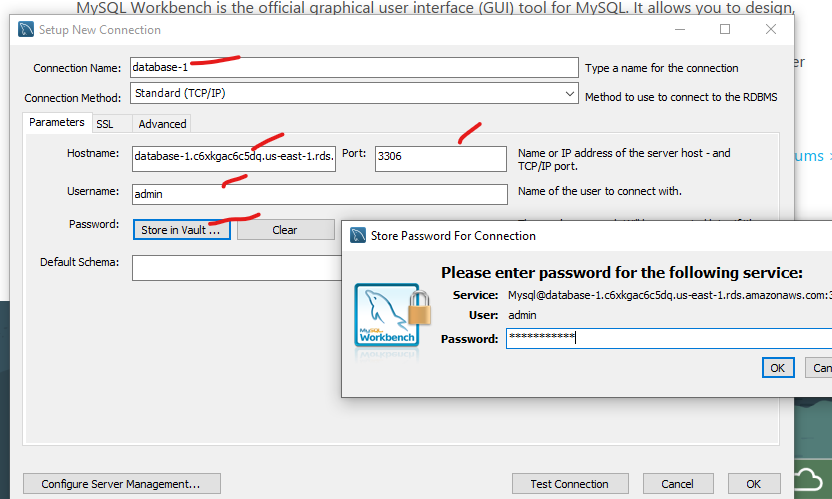 MySQL Workbench is the official graphical user interface (GUI) tool for MySQL. It allows you to design,
Setup New Connection
Connection Name: database-1 Type a name for the connection
Connection Method: Standard (TCP/IP) Method to use to connect to the RDBMS
Parameters SSL Advanced
Hostname: database-1.c6xkgac6c5dq.us-east-1.rds. Port: 3306 Name or IP address of the server host - and
TCP/IP port.
Username: admin Name of the user to connect with.
Password: Store in Vault ... Clear
Default Schema:
Store Password For Connection
Please enter password for the following service:
Service: Mysql@database-1.c6xkgac6c5dq.us-east-1.rds.amazonaws.com:3
User: admin
Password: ***********
MySQL
Workbench
OK
Configure Server Management... Test Connection Cancel OK